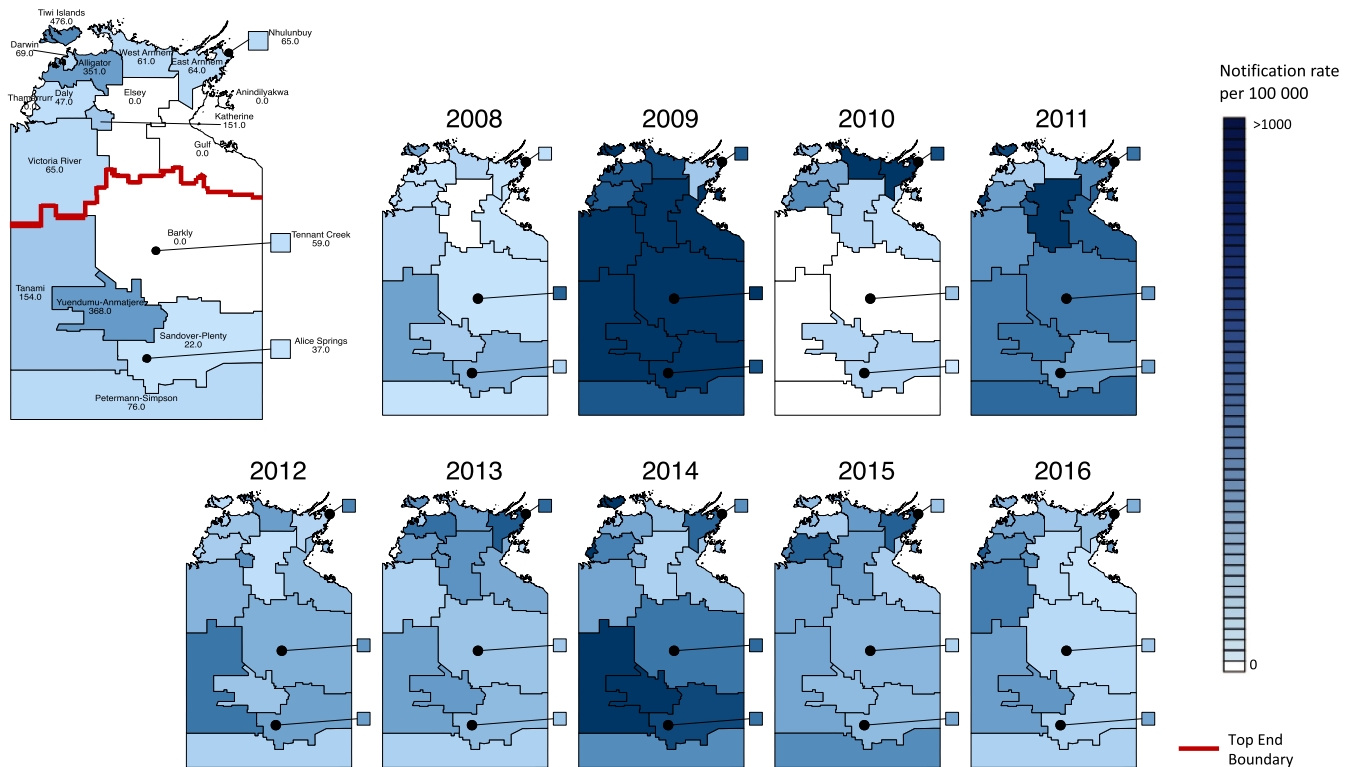 Tiwi Islands
476.0
Nhulunbuy
65.0
Darwin
69.0
West Arnhem
61.0
East Arnhem
64.0
Alligator
351.0
Daly
47.0
Elsey
0.0
Anindilyakwa
0.0
Katherine
151.0
Gulf
0.0
Victoria River
65.0
Barkly
0.0
Tennant Creek
59.0
Tanami
154.0
Yuendumu-Anmatjere
368.0
Sandover-Plenty
22.0
Alice Springs
37.0
Petermann-Simpson
76.0
2008
2009
2010
2011
2012
2013
2014
2015
2016
Notification rate
per 100 000
>1000
0
Top End
Boundary